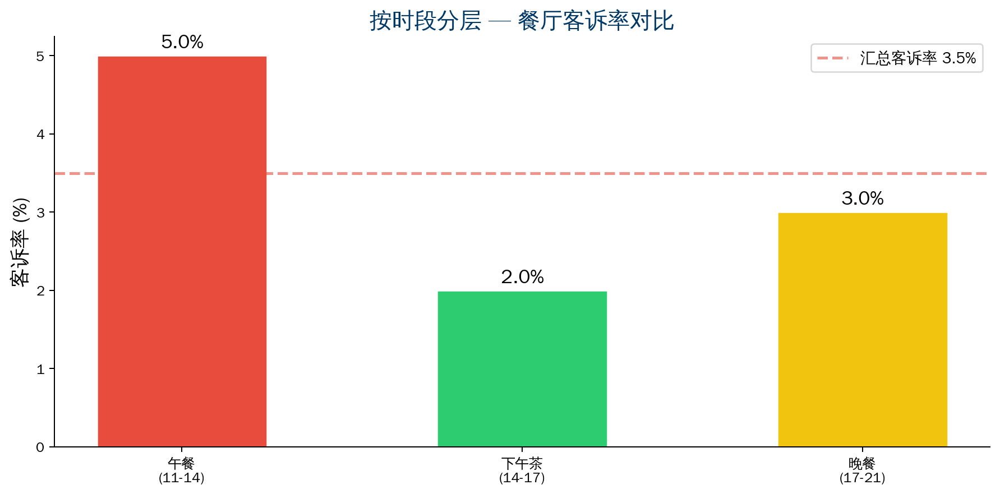 按时段分层 — 餐厅客诉率对比
汇总客诉率 3.5%
客诉率 (%)
5
4
3
2
1
0
5.0%
2.0%
3.0%
午餐
(11-14)
下午茶
(14-17)
晚餐
(17-21)